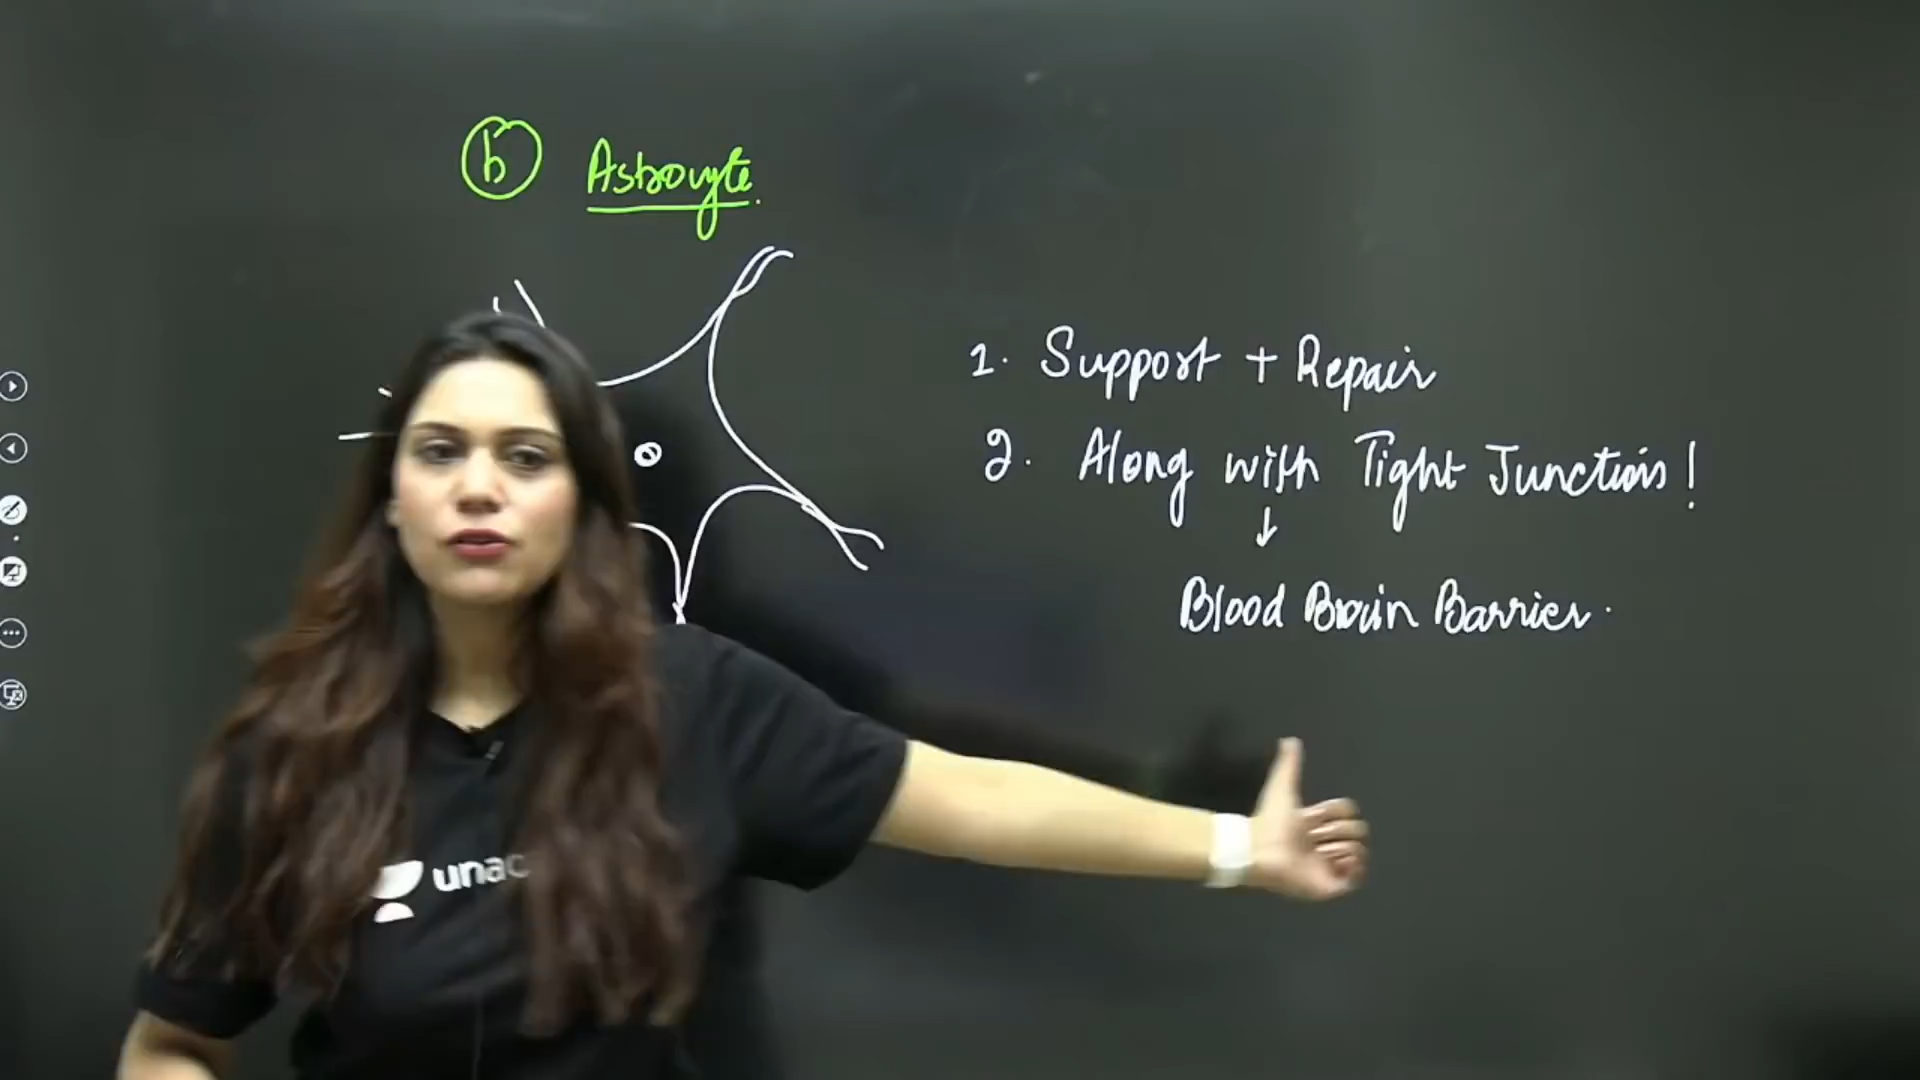 b Astrocyte.
1. Support + Repair
2. Along with Tight Junctions!
↓
Blood Brain Barrier.
unac